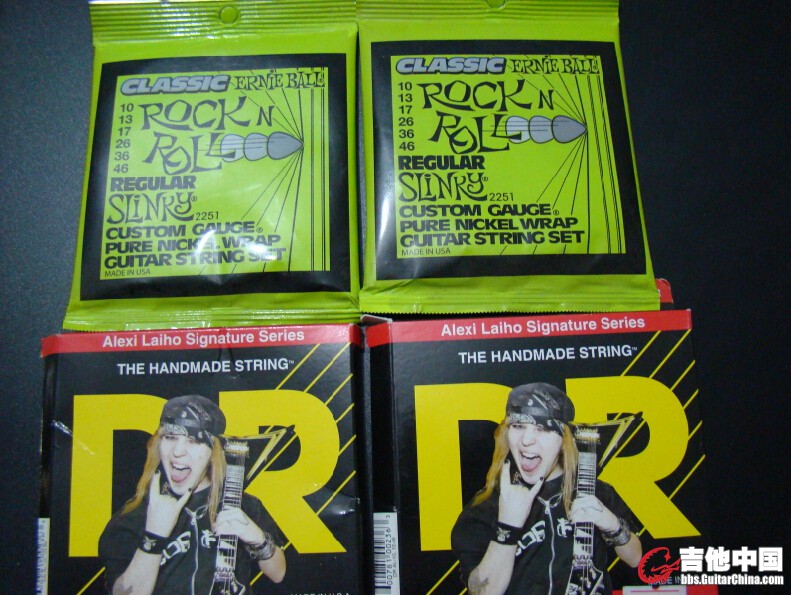 CLASSIC ERNIE BALL
10
13
17
26
36
46
ROCK N
ROLL
REGULAR
SLINKY®
2251
CUSTOM GAUGE®
PURE NICKEL WRAP
GUITAR STRING SET
MADE IN USA
CLASSIC ERNIE BALL
10
13
17
26
36
46
ROCK N
ROLL
REGULAR
SLINKY®
2251
CUSTOM GAUGE®
PURE NICKEL WRAP
GUITAR STRING SET
MADE IN USA
Alexi Laiho Signature Series
THE HANDMADE STRING™
DR
Alexi Laiho Signature Series
THE HANDMADE STRING™
DR
吉他中国
bbs.GuitarChina.com